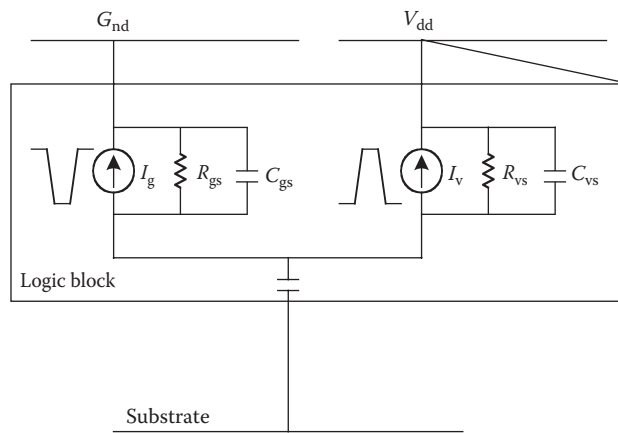 Gnd
Vdd
Ig
Rgs
Cgs
Iv
Rvs
Cvs
Logic block
Substrate